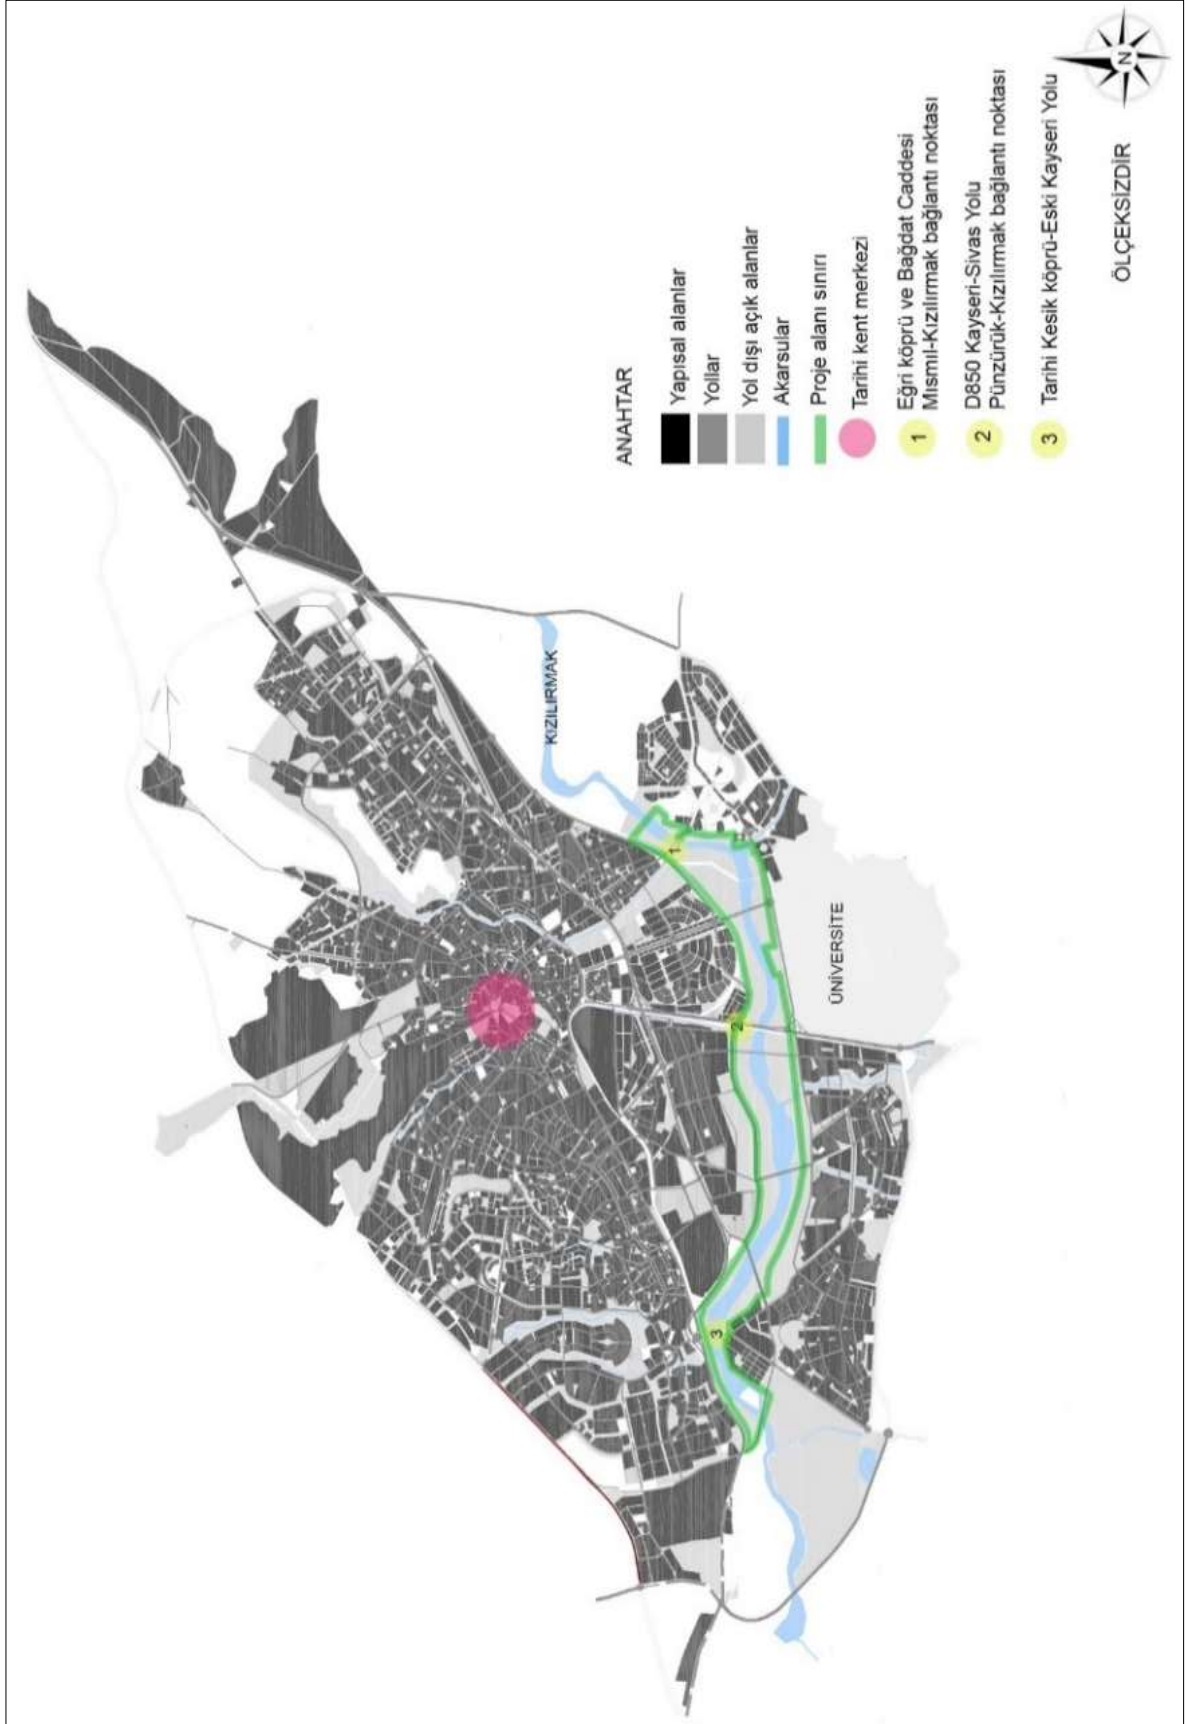 KIZILIRMAK
ÜNİVERSİTE
1
2
3
ANAHTAR
Yapısal alanlar
Yollar
Yol dışı açık alanlar
Akarsular
Proje alanı sınırı
Tarihi kent merkezi
1 Eğri köprü ve Bağdat Caddesi
Mısmıl-Kızılırmak bağlantı noktası
2 D850 Kayseri-Sivas Yolu
Pünzürük-Kızılırmak bağlantı noktası
3 Tarihi Kesik köprü-Eski Kayseri Yolu
ÖLÇEKSİZDİR
N